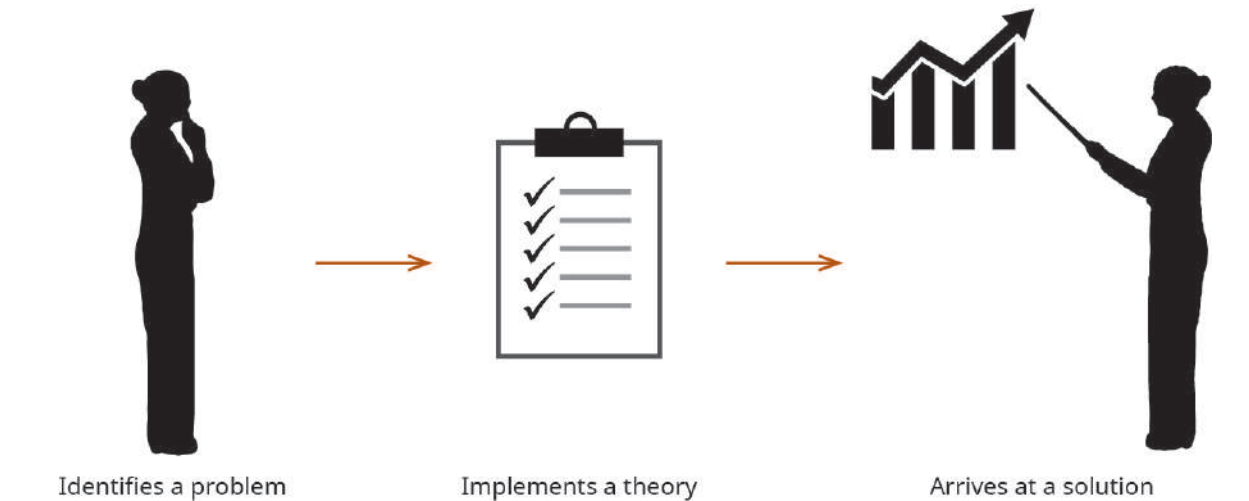 Identifies a problem
Implements a theory
Arrives at a solution